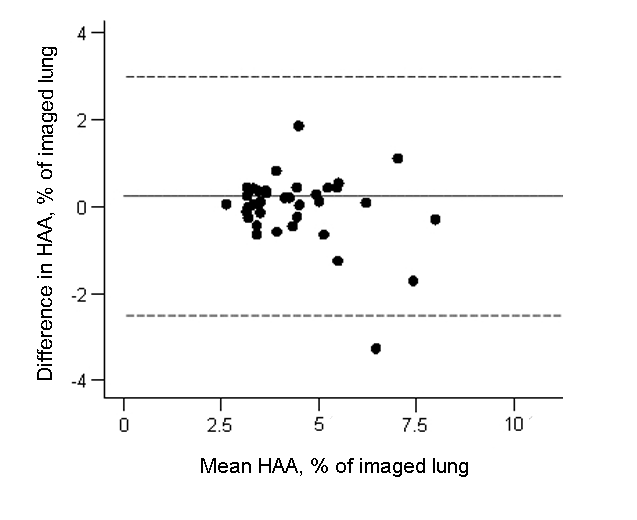 Difference in HAA, % of imaged lung
4
2
0
-2
-4
0 2.5 5 7.5 10
Mean HAA, % of imaged lung